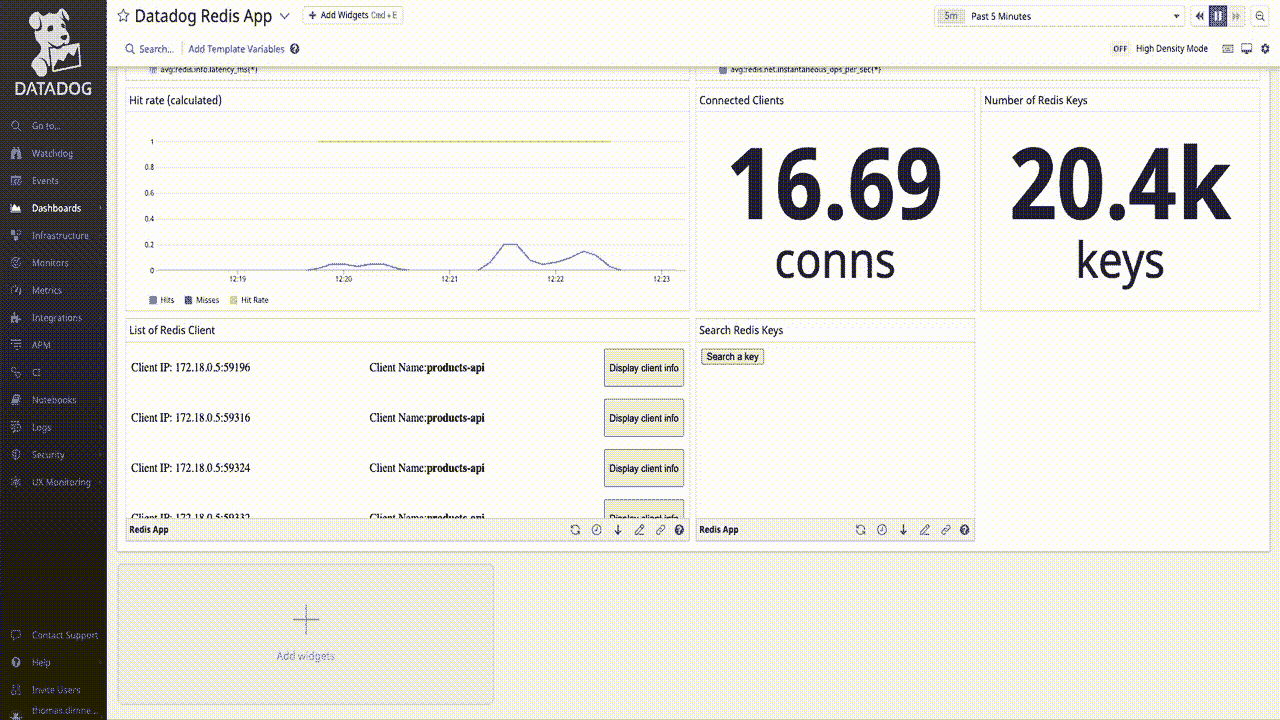 DATADOG
Go to...
Watchdog
Events
Dashboards
Infrastructure
Monitors
Metrics
Integrations
APM
CI
Notebooks
Logs
Security
UX Monitoring
Contact Support
Help
Invite Users
Datadog Redis App
+ Add Widgets Cmd + E
5m Past 5 Minutes
Search... Add Template Variables
OFF High Density Mode
avg:redis.info.latency_ms{*}
avg:redis.net.instantaneous_ops_per_sec{*}
Hit rate (calculated)
1
0.8
0.6
0.4
0.2
0
12:19 12:20 12:21 12:22 12:23
Hits Misses Hit Rate
Connected Clients
16.69
conns
Number of Redis Keys
20.4k
keys
List of Redis Client
Client IP: 172.18.0.5:59196 Client Name:products-api Display client info
Client IP: 172.18.0.5:59316 Client Name:products-api Display client info
Client IP: 172.18.0.5:59324 Client Name:products-api Display client info
Client IP: 172.18.0.5:59332 Client Name:products-api Display client info
Redis App
Search Redis Keys
Search a key
Redis App
Add widgets